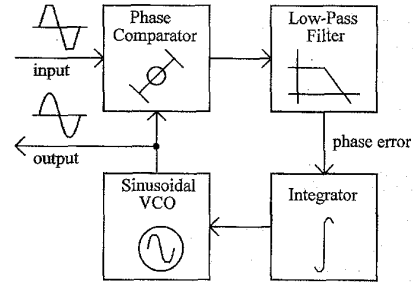 Phase
Comparator
Low-Pass
Filter
input
output
phase error
Sinusoidal
VCO
Integrator